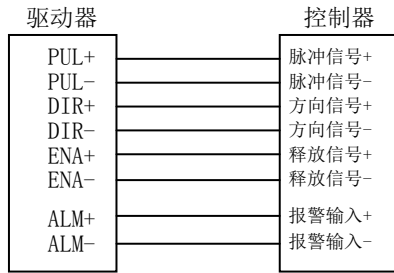 驱动器 控制器
PUL+ 脉冲信号+
PUL- 脉冲信号-
DIR+ 方向信号+
DIR- 方向信号-
ENA+ 释放信号+
ENA- 释放信号-
ALM+ 报警输入+
ALM- 报警输入-